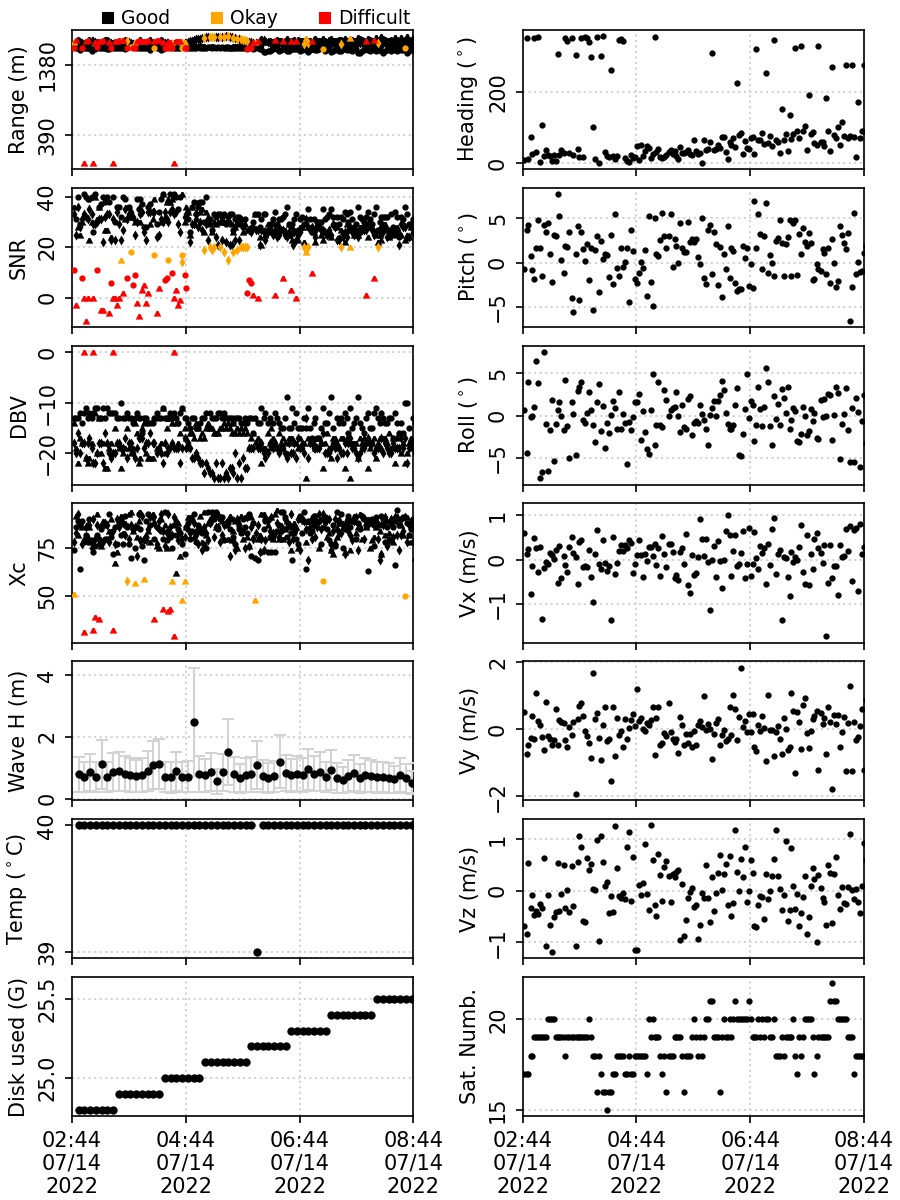 Good Okay Difficult
Range (m)
1380
390
Heading (°)
200
0
SNR
40
20
0
Pitch (°)
5
0
−5
DBV
0
−10
−20
Roll (°)
5
0
−5
Xc
75
50
Vx (m/s)
1
0
−1
Wave H (m)
4
2
0
Vy (m/s)
2
0
−2
Temp (°C)
40
39
Vz (m/s)
1
0
−1
Disk used (G)
25.5
25.0
Sat. Numb.
20
15
02:44 04:44 06:44 08:44 02:44 04:44 06:44 08:44
07/14 07/14 07/14 07/14 07/14 07/14 07/14 07/14
2022 2022 2022 2022 2022 2022 2022 2022